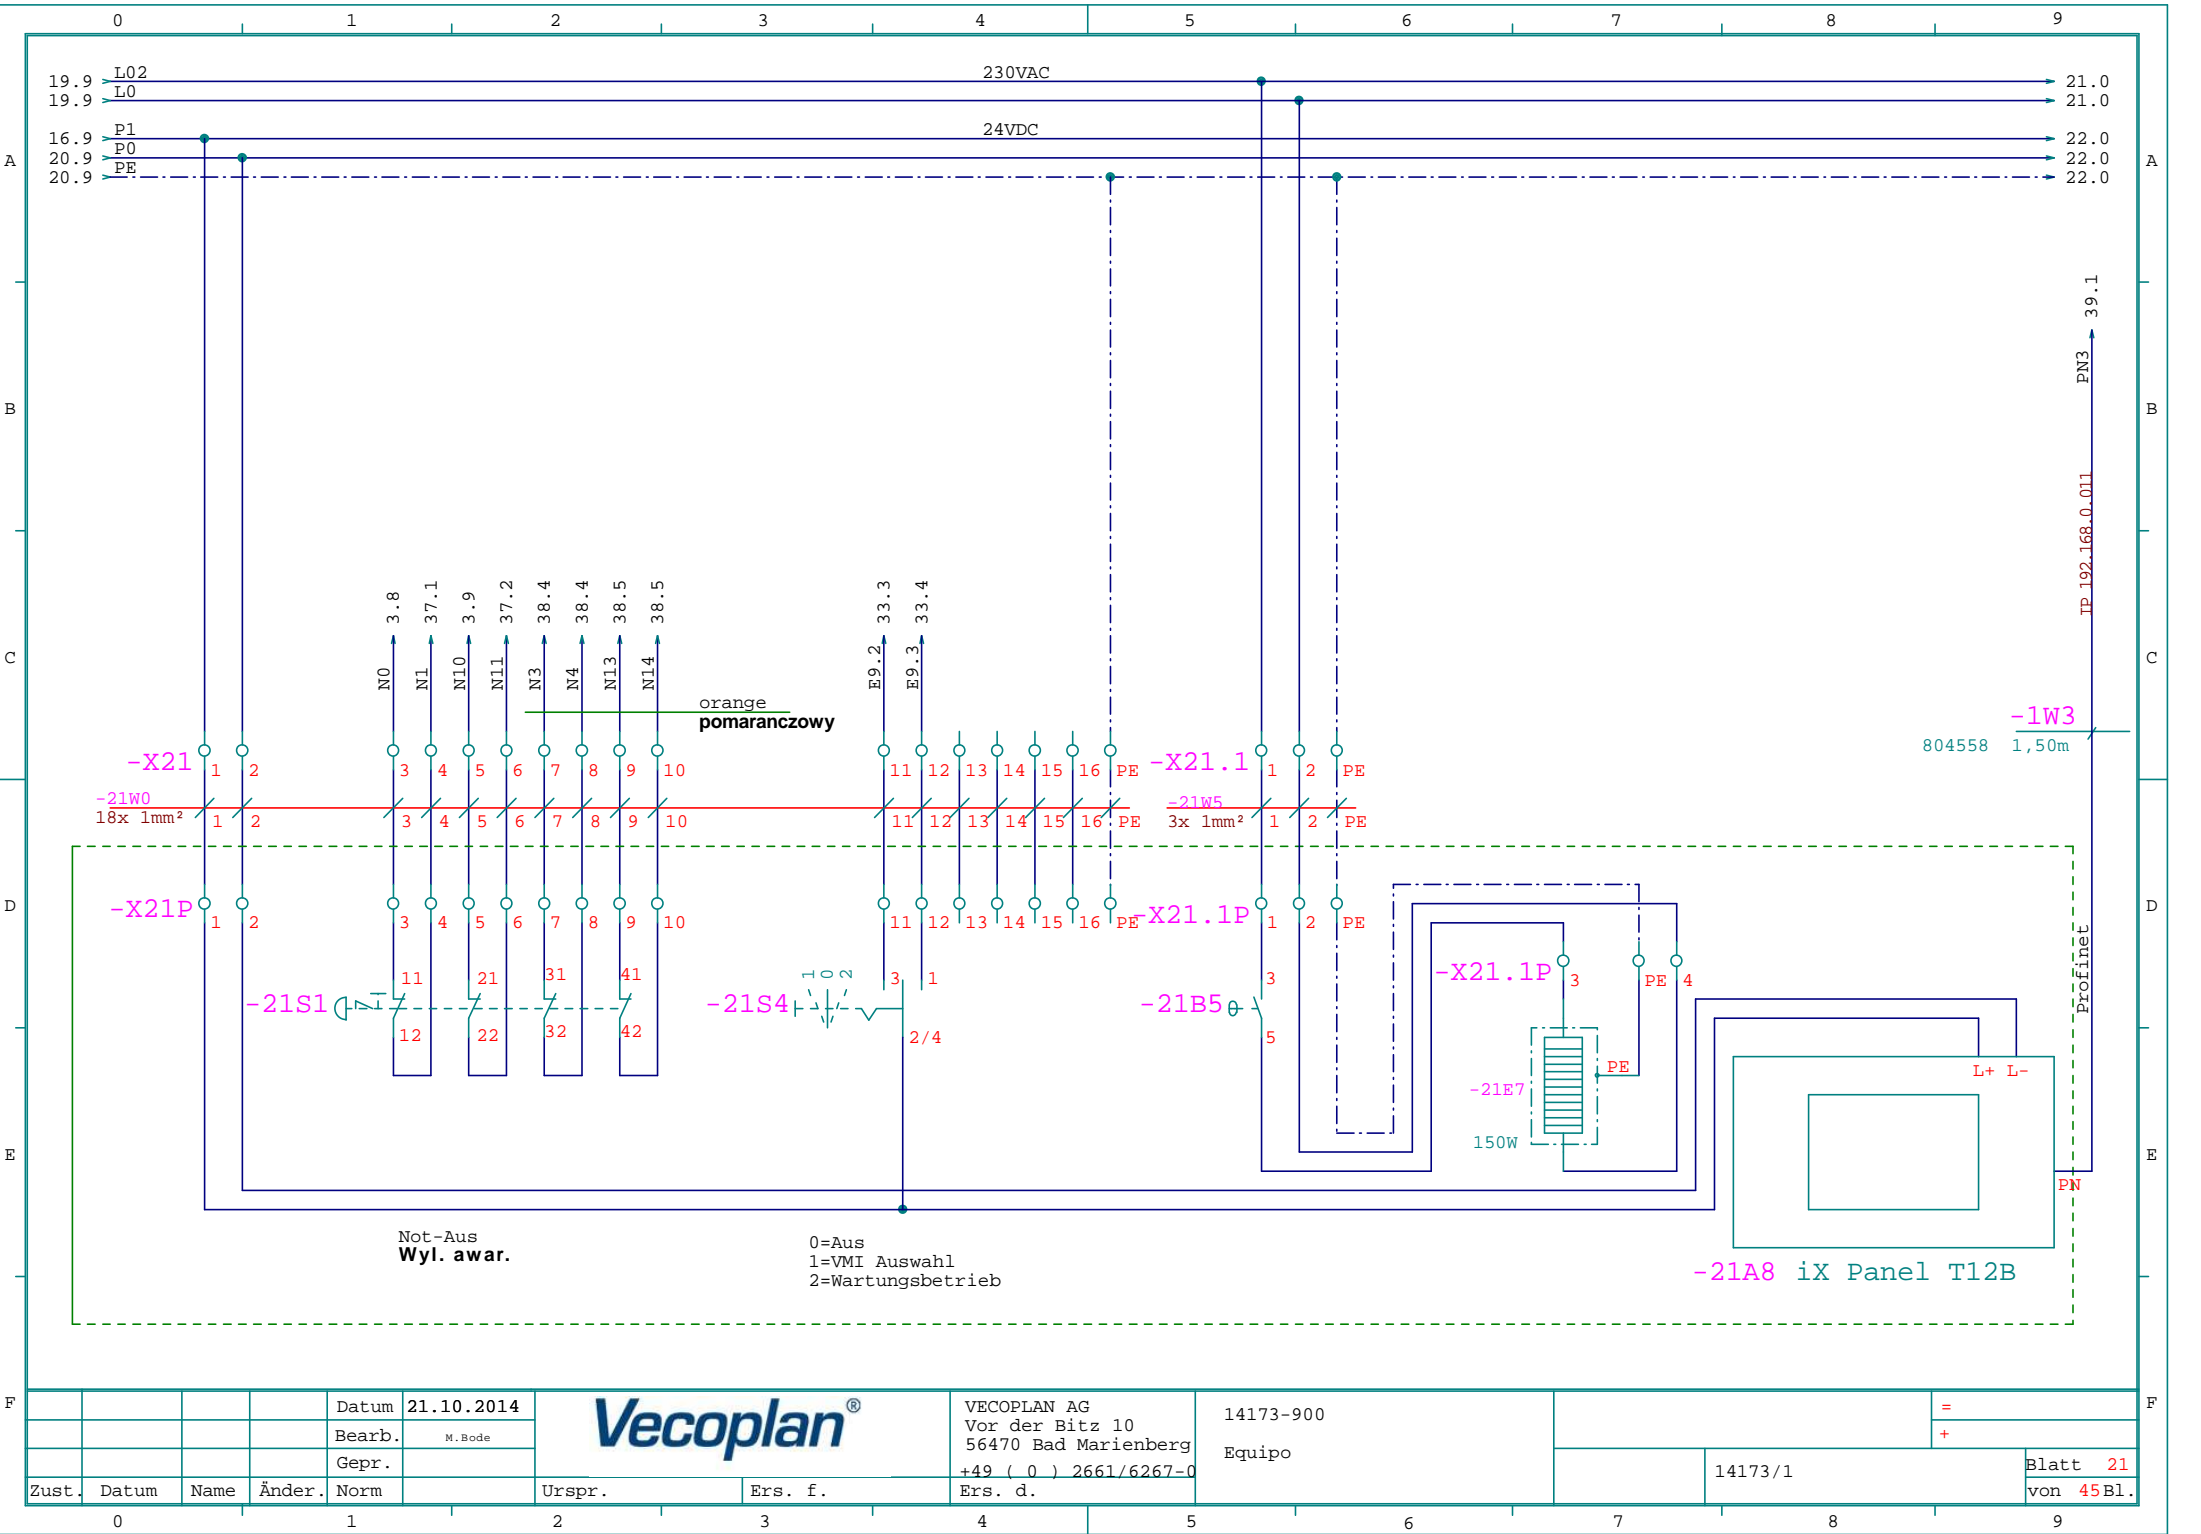 0 1 2 3 4 5 6 7 8 9
19.9 L02 230VAC 21.0
19.9 L0 21.0
16.9 P1 24VDC 22.0
A 20.9 P0 22.0 A
20.9 PE 22.0
39.1
PN3
B B
IP 192.168.0.011
3.8 37.1 3.9 37.2 38.4 38.4 38.5 38.5 33.3 33.4
C N0 N1 N10 N11 N3 N4 N13 N14 E9.2 E9.3 C
orange
pomaranczowy
-1W3
804558 1,50m
-X21 1 2 3 4 5 6 7 8 9 10 11 12 13 14 15 16 PE -X21.1 1 2 PE
-21W0 -21W5
18x 1mm² 1 2 3 4 5 6 7 8 9 10 11 12 13 14 15 16 PE 3x 1mm² 1 2 PE
D D
-X21P 1 2 3 4 5 6 7 8 9 10 11 12 13 14 15 16 PE -X21.1P 1 2 PE
Profinet
-X21.1P 3 PE 4
11 21 31 41 1 0 2 3 1 3
-21S1 -21S4 -21B5
12 22 32 42 2/4 5
PE L+ L-
-21E7
150W
E E
PN
Not-Aus
Wyl. awar.
0=Aus
1=VMI Auswahl
2=Wartungsbetrieb
-21A8 iX Panel T12B
F F
Datum 21.10.2014
Bearb. M.Bode
Gepr.
Zust. Datum Name Änder. Norm
Vecoplan®
Urspr. Ers. f. Ers. d.
VECOPLAN AG
Vor der Bitz 10
56470 Bad Marienberg
+49 ( 0 ) 2661/6267-0
14173-900
Equipo
14173/1
=
+
Blatt 21
von 45Bl.
0 1 2 3 4 5 6 7 8 9